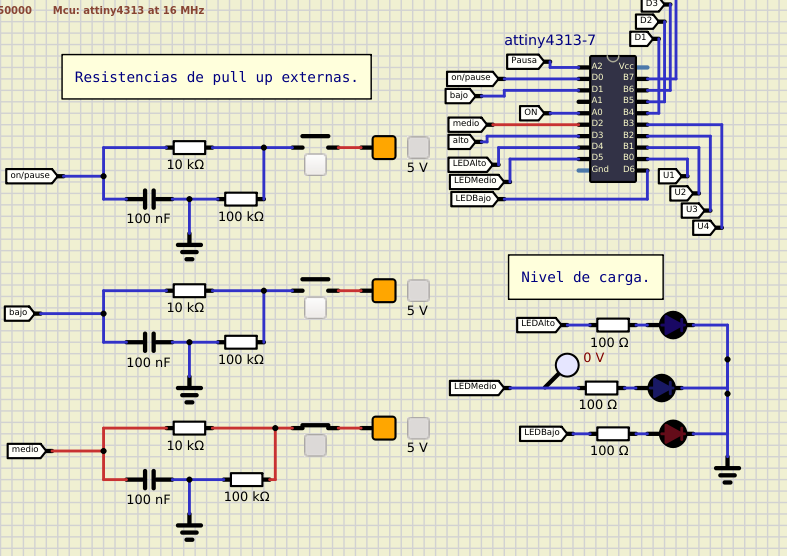 50000 Mcu: attiny4313 at 16 MHz
D3
D2
D1
attiny4313-7
Resistencias de pull up externas.
Pausa
on/pause
bajo
ON
medio
alto
LEDAlto
LEDMedio
LEDBajo
A2 Vcc
D0 B7
D1 B6
A1 B5
A0 B4
D2 B3
D3 B2
D4 B1
D5 B0
Gnd D6
U1
U2
U3
U4
on/pause
10 kΩ
5 V
100 nF
100 kΩ
bajo
10 kΩ
5 V
100 nF
100 kΩ
medio
10 kΩ
5 V
100 nF
100 kΩ
Nivel de carga.
LEDAlto
100 Ω
0 V
LEDMedio
100 Ω
LEDBajo
100 Ω